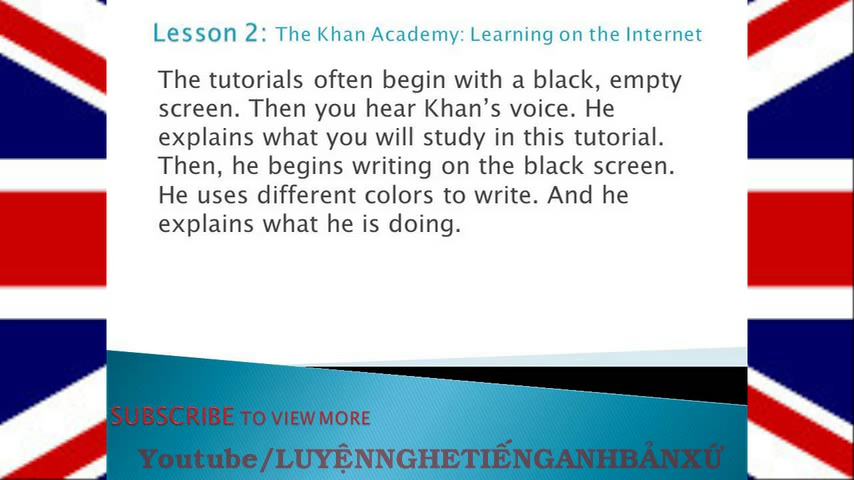 Lesson 2: The Khan Academy: Learning on the Internet
The tutorials often begin with a black, empty
screen. Then you hear Khan’s voice. He
explains what you will study in this tutorial.
Then, he begins writing on the black screen.
He uses different colors to write. And he
explains what he is doing.
SUBSCRIBE TO VIEW MORE
Youtube/LUYỆNNGHETIẾNGANHBẢNXỨ